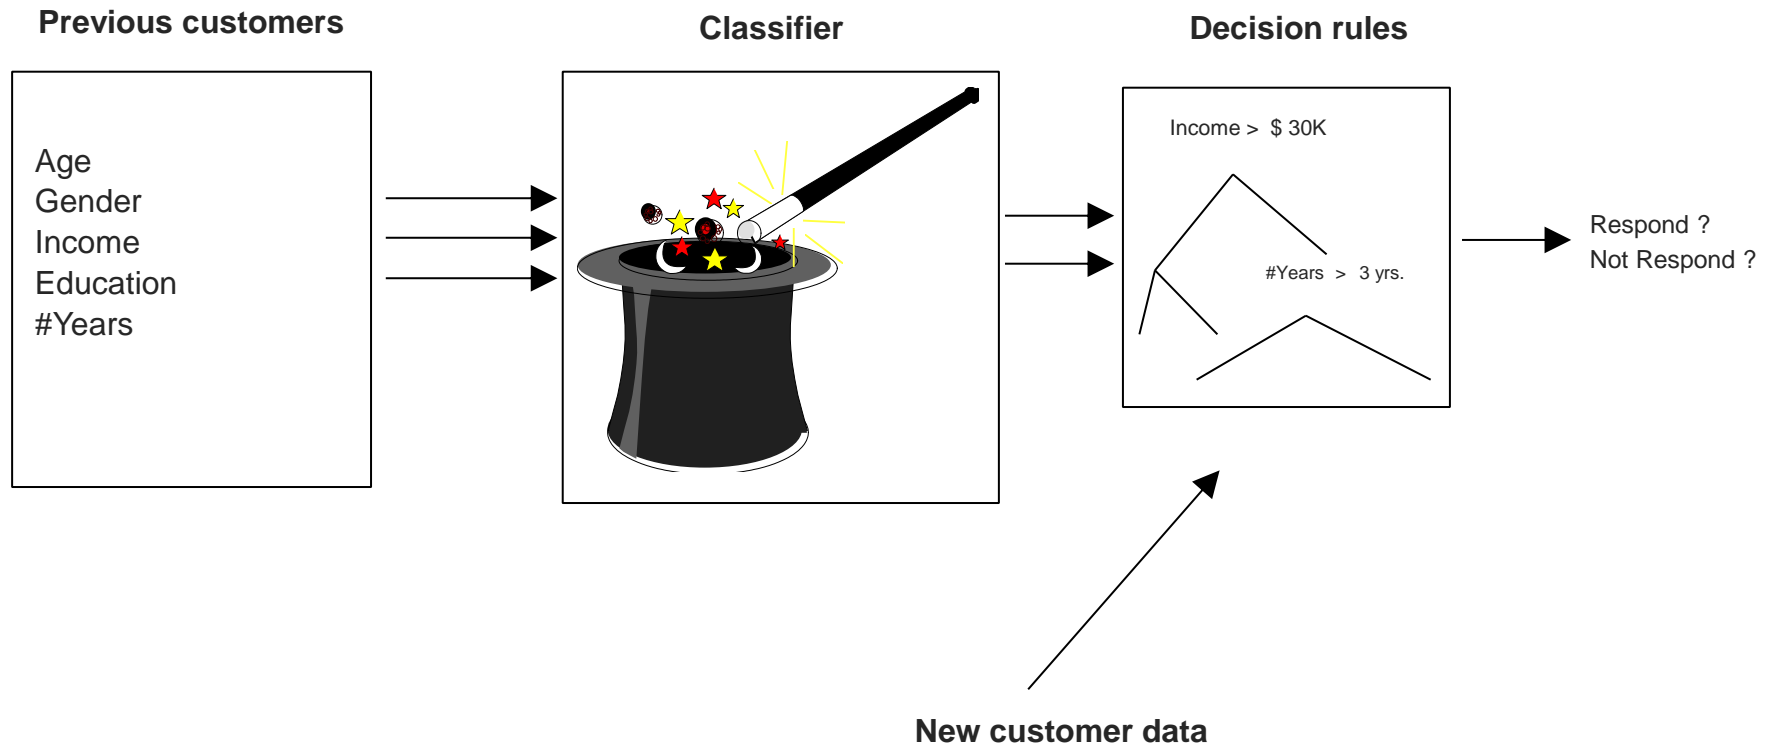 Previous customers
Classifier
Decision rules
Age
Gender
Income
Education
#Years
Income > $ 30K
#Years > 3 yrs.
Respond ?
Not Respond ?
New customer data